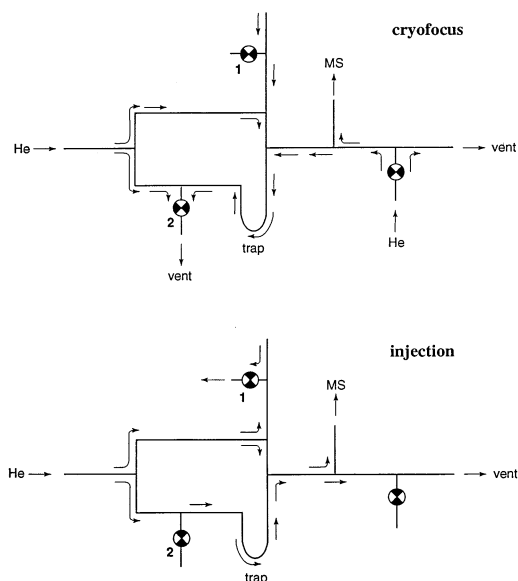 cryofocus
1
MS
He
vent
2
trap
He
vent
injection
1
MS
He
vent
2
trap